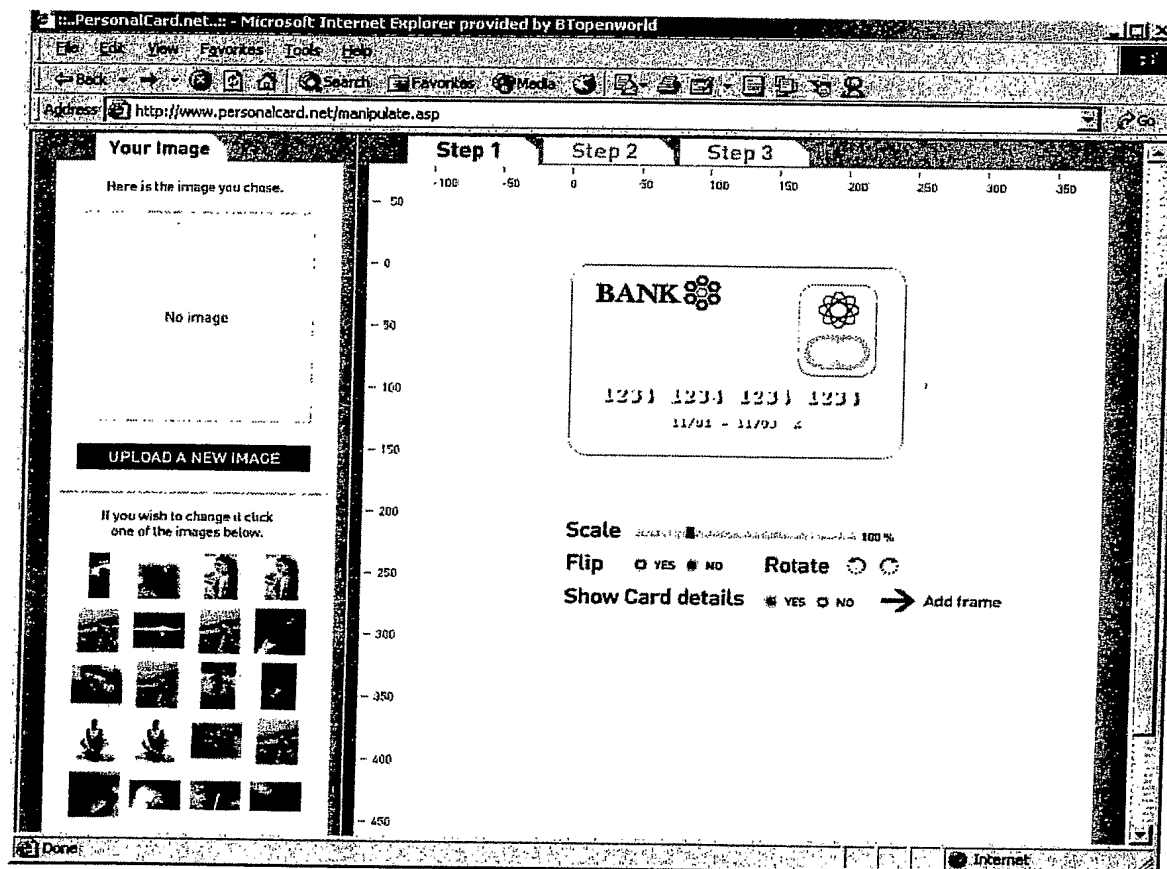 ::..PersonalCard.net..:: - Microsoft Internet Explorer provided by BTopenworld
File Edit View Favorites Tools Help
Back Search Favorites Media
Address http://www.personalcard.net/manipulate.asp Go
Your Image
Here is the image you chose.
No image
UPLOAD A NEW IMAGE
If you wish to change it click
one of the images below.
Step 1 Step 2 Step 3
-100 -50 0 50 100 150 200 250 300 350
50
0
50
100
150
200
250
300
350
400
450
BANK
1234 1234 1234 1234
11/01 - 11/03
Scale 100 %
Flip YES NO Rotate
Show Card details YES NO Add frame
Done Internet